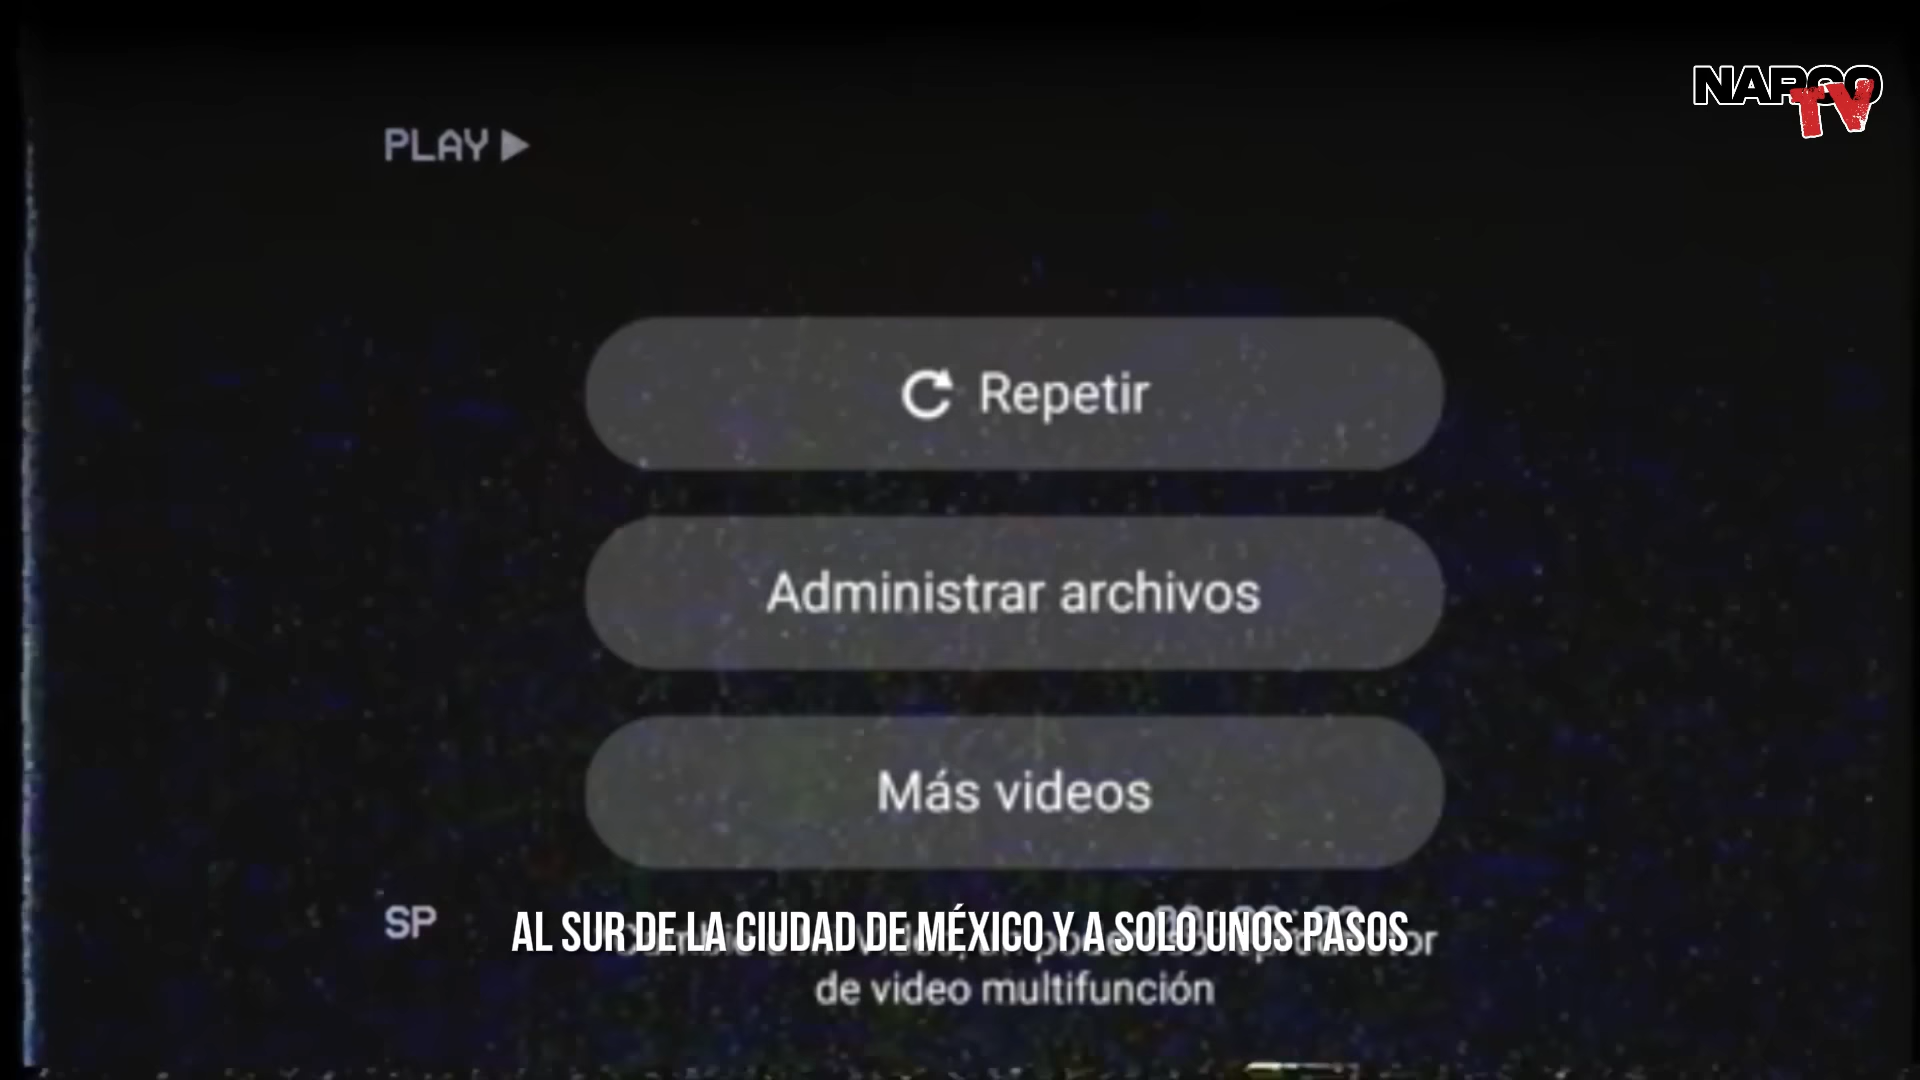 NARCO
TV
PLAY
Repetir
Administrar archivos
Más videos
SP
AL SUR DE LA CIUDAD DE MÉXICO Y A SOLO UNOS PASOS
de video multifunción